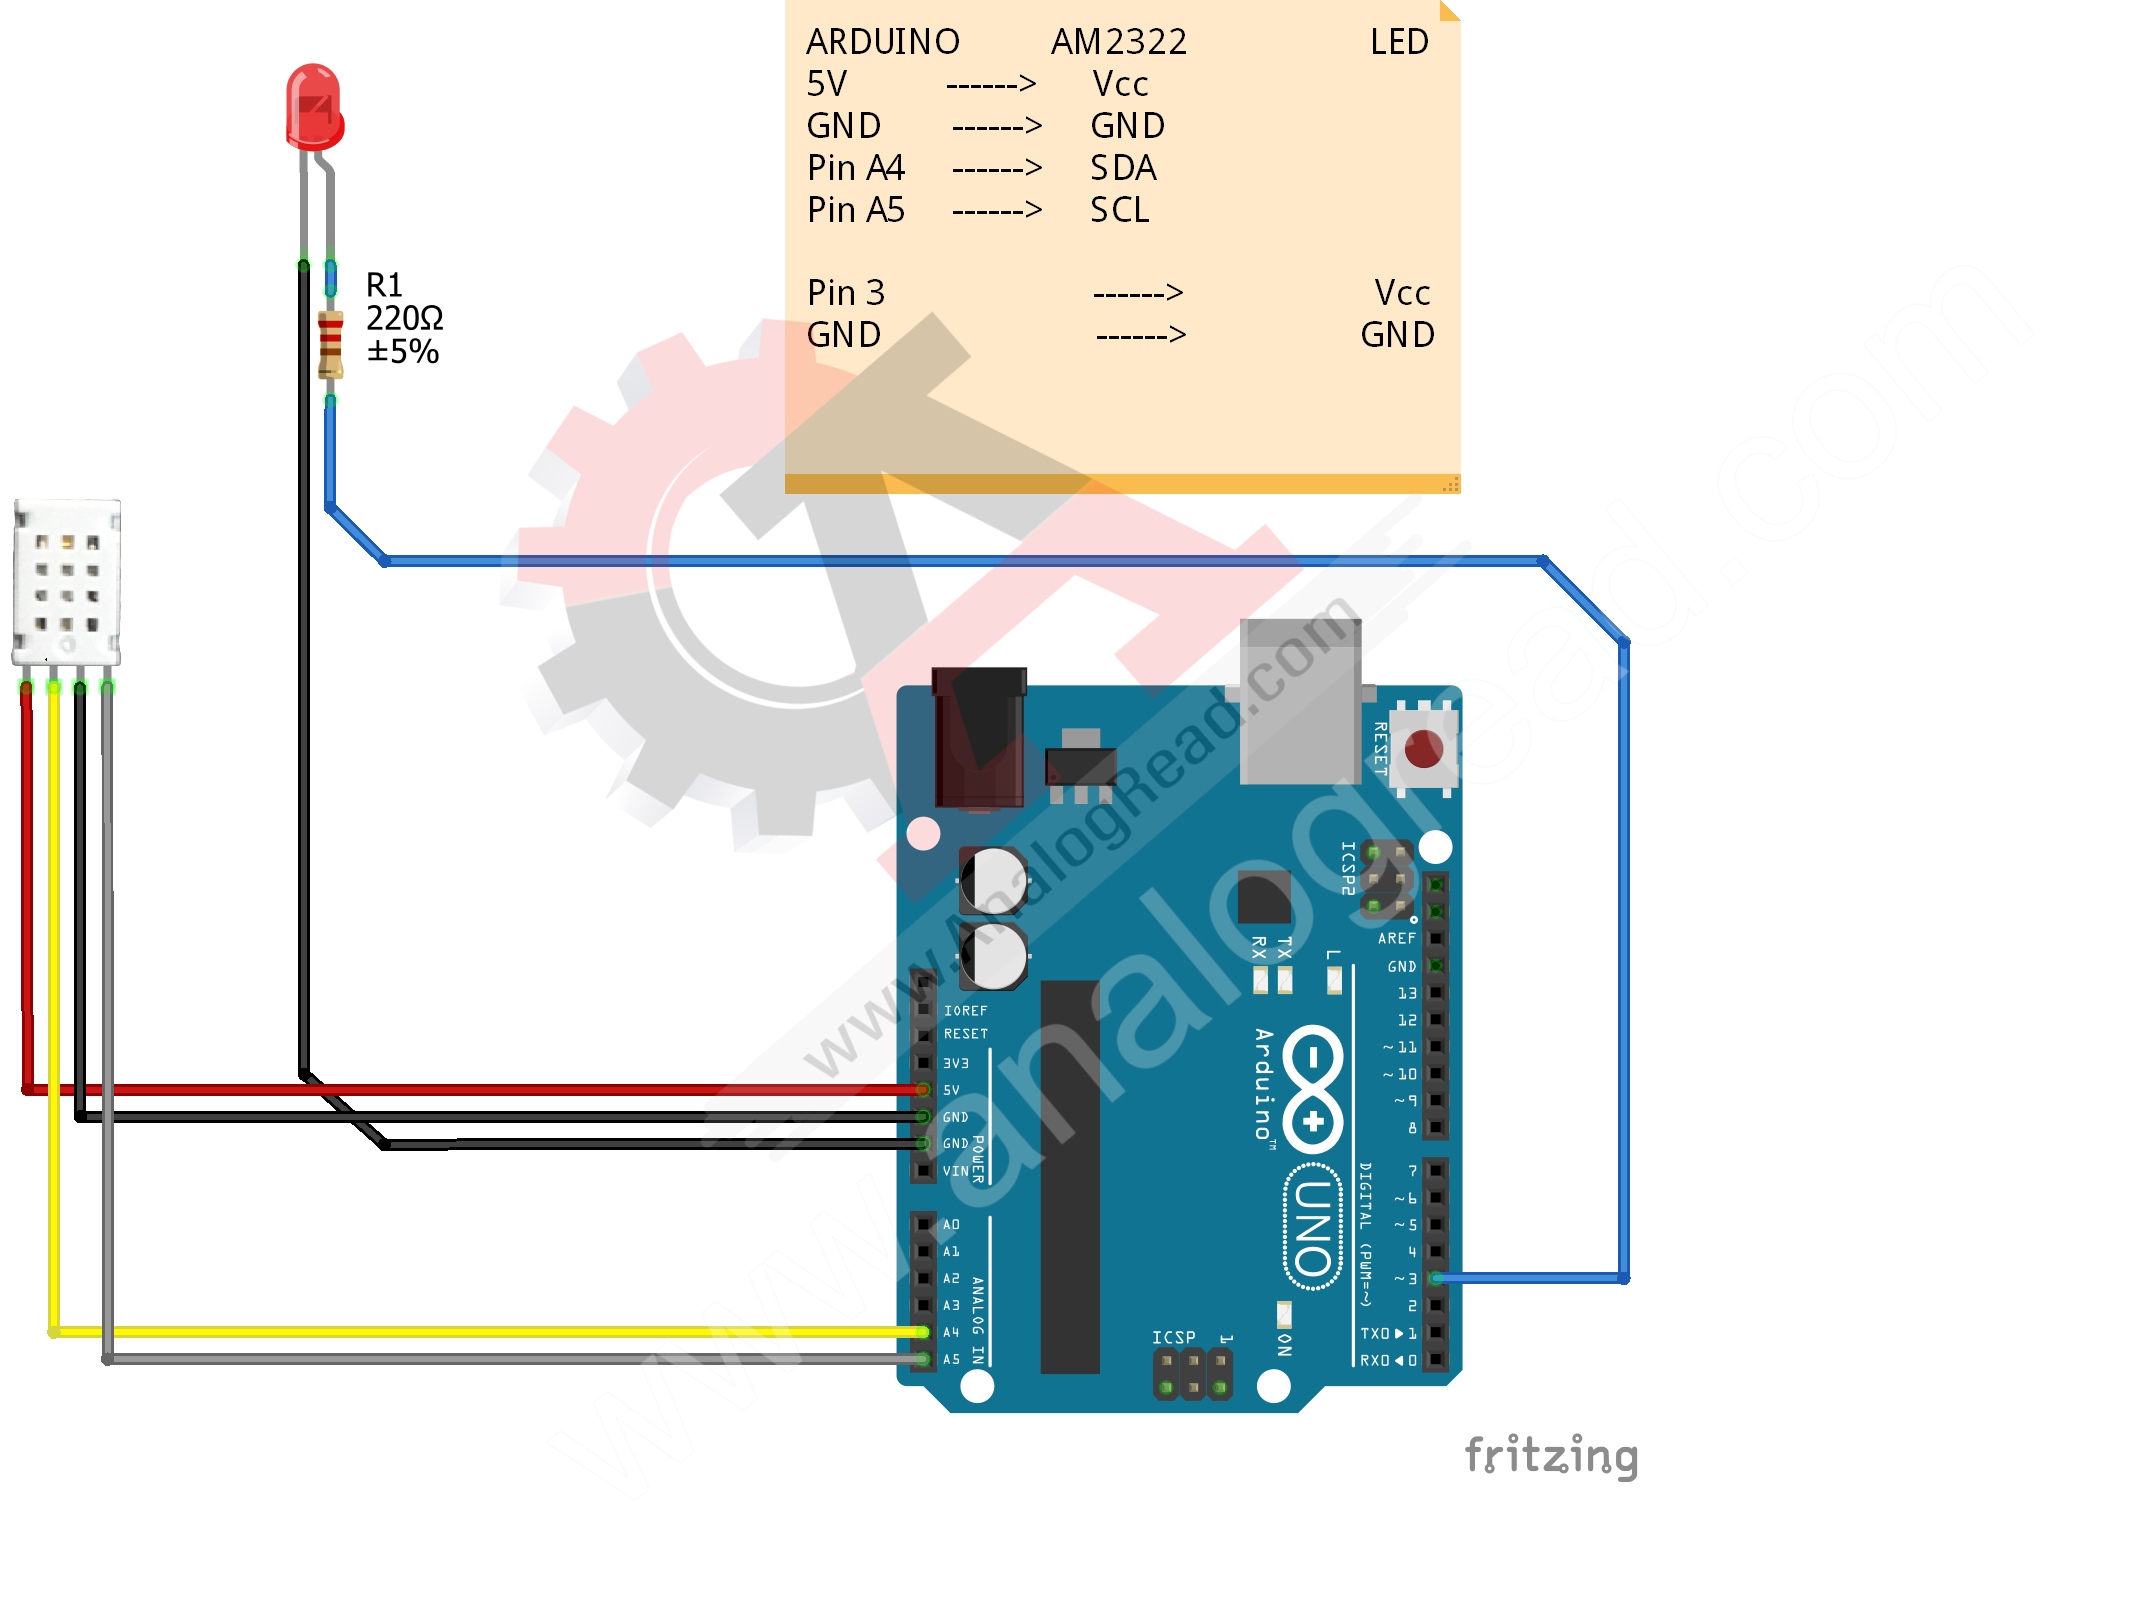 ARDUINO AM2322 LED
5V ------> Vcc
GND ------> GND
Pin A4 ------> SDA
Pin A5 ------> SCL
Pin 3 ------> Vcc
GND ------> GND
R1
220Ω
±5%
www.AnalogRead.com
www.analogread.com
RESET
ICSP2
AREF
GND
13
12
~11
~10
~9
8
7
~6
~5
4
~3
2
TX0▶1
RX0◀0
DIGITAL (PWM=~)
RX
TX
L
Arduino™
UNO
ON
ICSP
1
IOREF
RESET
3V3
5V
GND
GND
VIN
POWER
A0
A1
A2
A3
A4
A5
ANALOG IN
fritzing